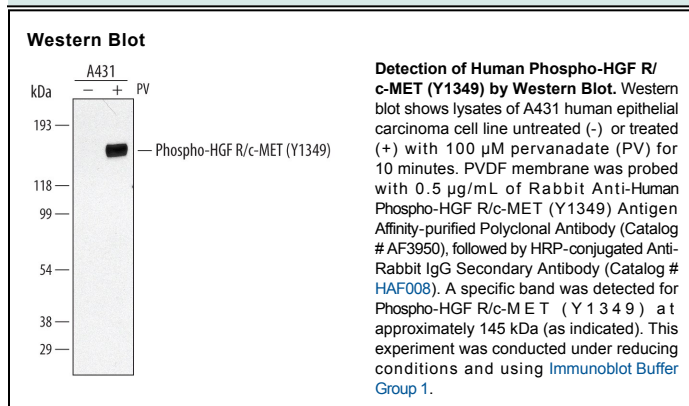 Western Blot
A431
kDa − + PV
193
Phospho-HGF R/c-MET (Y1349)
118
99
54
38
29
Detection of Human Phospho-HGF R/
c-MET (Y1349) by Western Blot. Western
blot shows lysates of A431 human epithelial
carcinoma cell line untreated (-) or treated
(+) with 100 µM pervanadate (PV) for
10 minutes. PVDF membrane was probed
with 0.5 µg/mL of Rabbit Anti-Human
Phospho-HGF R/c-MET (Y1349) Antigen
Affinity-purified Polyclonal Antibody (Catalog
# AF3950), followed by HRP-conjugated Anti-
Rabbit IgG Secondary Antibody (Catalog #
HAF008). A specific band was detected for
Phospho-HGF R/c-MET (Y1349) at
approximately 145 kDa (as indicated). This
experiment was conducted under reducing
conditions and using Immunoblot Buffer
Group 1.